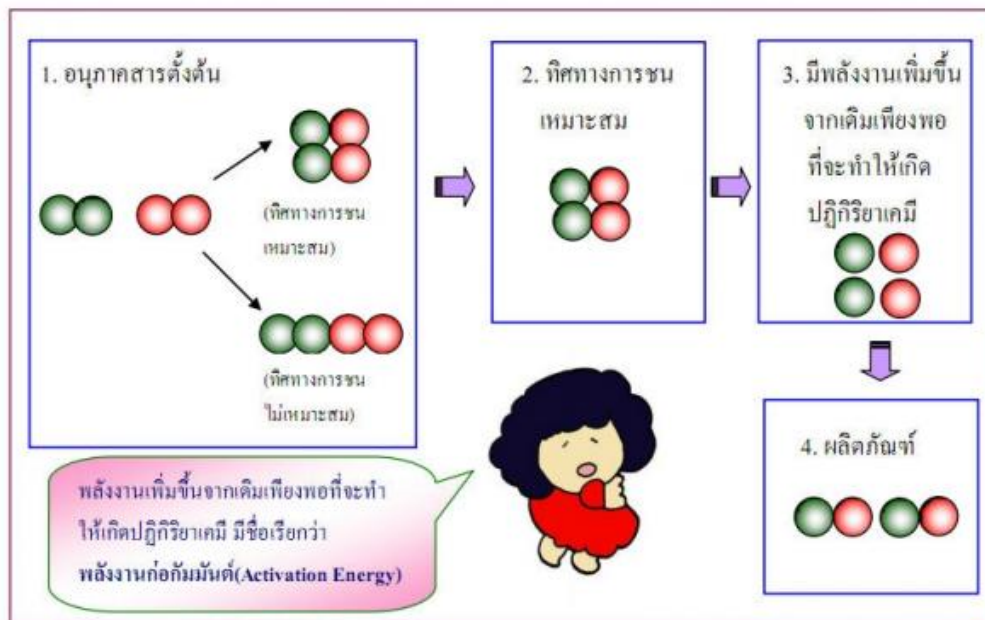 1. อนุภาคสารตั้งต้น
(ทิศทางการชน
เหมาะสม)
(ทิศทางการชน
ไม่เหมาะสม)
2. ทิศทางการชน
เหมาะสม
3. มีพลังงานเพิ่มขึ้น
จากเดิมเพียงพอ
ที่จะทำให้เกิด
ปฏิกิริยาเคมี
4. ผลิตภัณฑ์
พลังงานเพิ่มขึ้นจากเดิมเพียงพอที่จะทำ
ให้เกิดปฏิกิริยาเคมี มีชื่อเรียกว่า
พลังงานก่อกัมมันต์(Activation Energy)